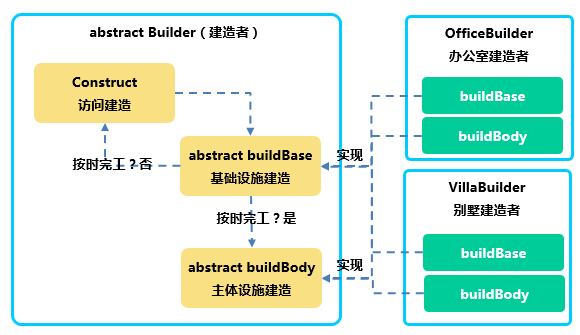 abstract Builder（建造者）
Construct
访问建造
按时完工？否
abstract buildBase
基础设施建造
按时完工？是
abstract buildBody
主体设施建造
实现
实现
OfficeBuilder
办公室建造者
buildBase
buildBody
VillaBuilder
别墅建造者
buildBase
buildBody